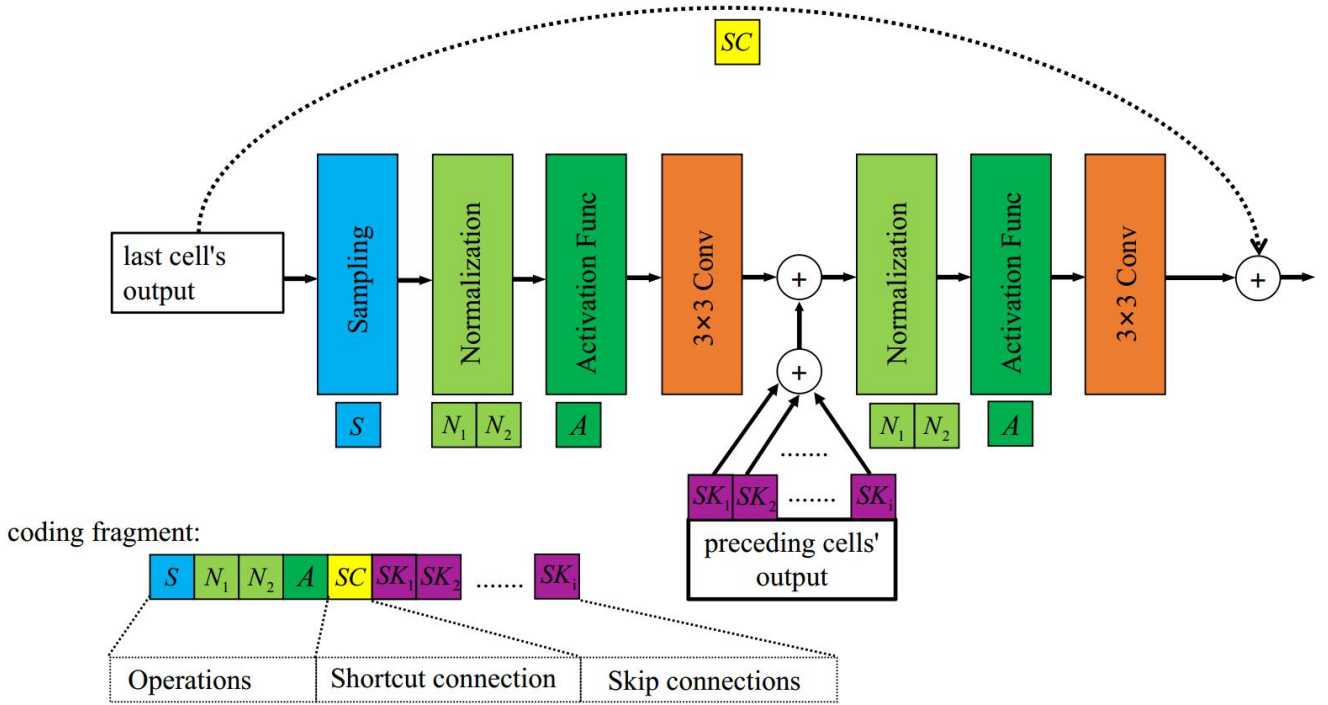 SC
last cell's
output
Sampling
Normalization
Activation Func
3×3 Conv
+
Normalization
Activation Func
3×3 Conv
+
+
S
N₁ N₂
A
N₁ N₂
A
.......
SK₁ SK₂ ....... SKᵢ
preceding cells'
output
coding fragment:
S N₁ N₂ A SC SK₁ SK₂ ....... SKᵢ
Operations
Shortcut connection
Skip connections